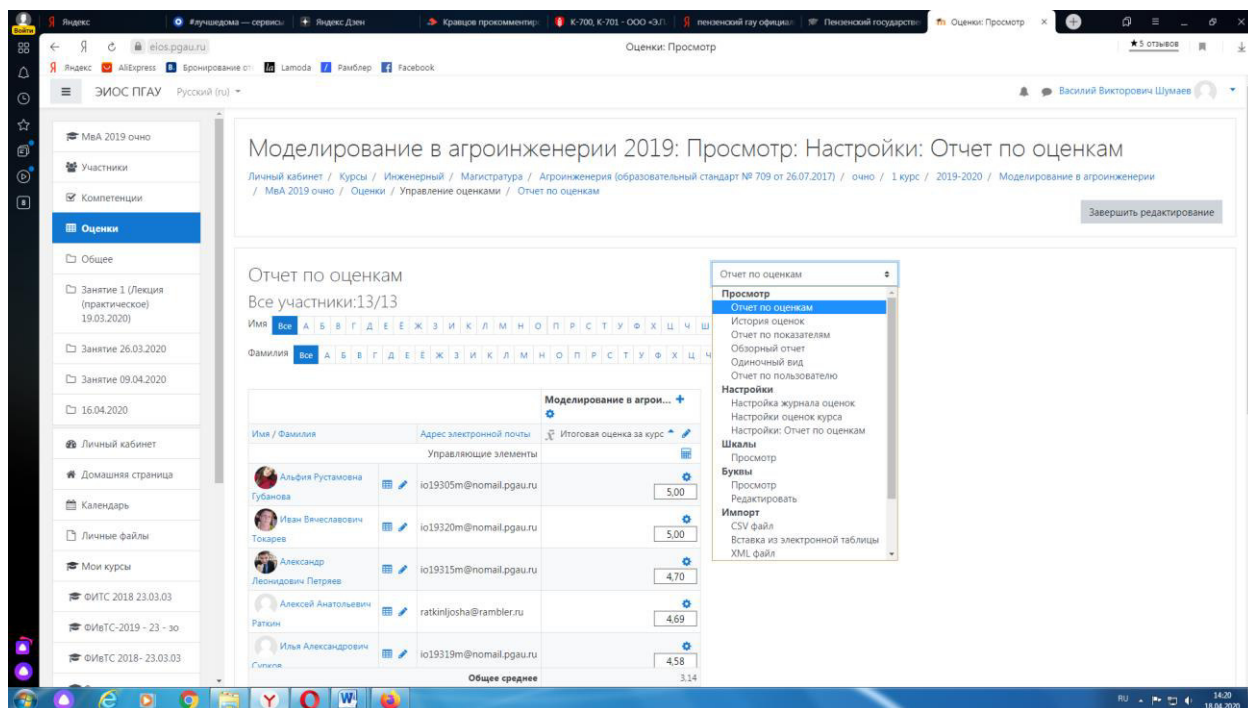 Войти
Яндекс
#лучшедома — сервисы
Яндекс.Дзен
Кравцов прокомментир
К-700, К-701 - ООО «З.П.
пензенский гау официал
Пензенский государстве
Оценки: Просмотр
eios.pgau.ru
Оценки: Просмотр
★ 5 отзывов
Яндекс
AliExpress
Бронирование от
Lamoda
Рамблер
Facebook
ЭИОС ПГАУ
Русский (ru)
Василий Викторович Шумаев
МвА 2019 очно
Участники
Компетенции
Оценки
Общее
Занятие 1 (Лекция
(практическое)
19.03.2020)
Занятие 26.03.2020
Занятие 09.04.2020
16.04.2020
Личный кабинет
Домашняя страница
Календарь
Личные файлы
Мои курсы
ФИТС 2018 23.03.03
ФИвТС-2019 - 23 - зо
ФИвТС 2018- 23.03.03
Моделирование в агроинженерии 2019: Просмотр: Настройки: Отчет по оценкам
Личный кабинет / Курсы / Инженерный / Магистратура / Агроинженерия (образовательный стандарт № 709 от 26.07.2017) / очно / 1 курс / 2019-2020 / Моделирование в агроинженерии
/ МвА 2019 очно / Оценки / Управление оценками / Отчет по оценкам
Завершить редактирование
Отчет по оценкам
Все участники:13/13
Имя Все А Б В Г Д Е Ё Ж З И К Л М Н О П Р С Т У Ф Х Ц Ч Ш
Фамилия Все А Б В Г Д Е Ё Ж З И К Л М Н О П Р С Т У Ф Х Ц Ч
Моделирование в агрои...
Имя / Фамилия Адрес электронной почты Итоговая оценка за курс
Управляющие элементы
Альфия Рустамовна
Губанова
io19305m@nomail.pgau.ru
5,00
Иван Вячеславович
Токарев
io19320m@nomail.pgau.ru
5,00
Александр
Леонидович Петряев
io19315m@nomail.pgau.ru
4,70
Алексей Анатольевич
Раткин
ratkinljosha@rambler.ru
4,69
Илья Александрович
Сурков
io19319m@nomail.pgau.ru
4,58
Общее среднее 3,14
Отчет по оценкам
Просмотр
Отчет по оценкам
История оценок
Отчет по показателям
Обзорный отчет
Одиночный вид
Отчет по пользователю
Настройки
Настройка журнала оценок
Настройки оценок курса
Настройки: Отчет по оценкам
Шкалы
Просмотр
Буквы
Просмотр
Редактировать
Импорт
CSV файл
Вставка из электронной таблицы
XML файл
RU
14:20
18.04.2020